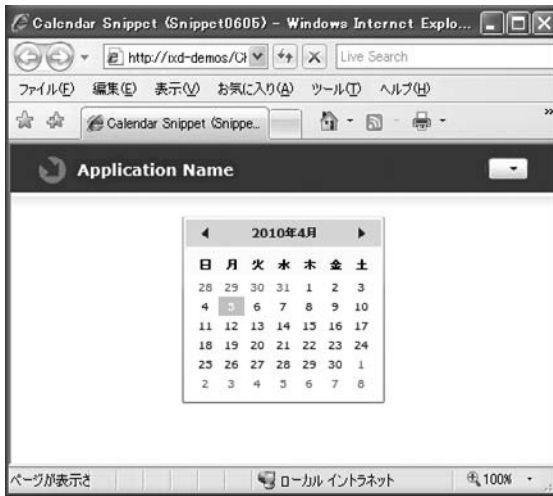 Calendar Snippet (Snippet0605) - Windows Internet Explo...
http://ixd-demos/Cł
Live Search
ファイル(F) 編集(E) 表示(V) お気に入り(A) ツール(T) ヘルプ(H)
Calendar Snippet (Snippe...
»
Application Name
2010年4月
日 月 火 水 木 金 土
28 29 30 31 1 2 3
4 5 6 7 8 9 10
11 12 13 14 15 16 17
18 19 20 21 22 23 24
25 26 27 28 29 30 1
2 3 4 5 6 7 8
ページが表示さ
ローカル イントラネット
100%